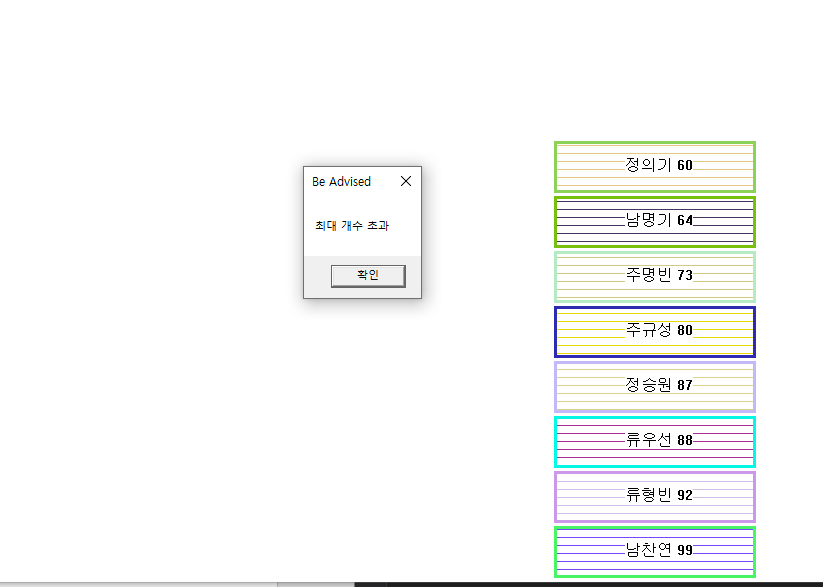 Be Advised
최대 개수 초과
확인
정의기 60
남명기 64
주명빈 73
주규성 80
정승원 87
류우선 88
류형빈 92
남찬연 99